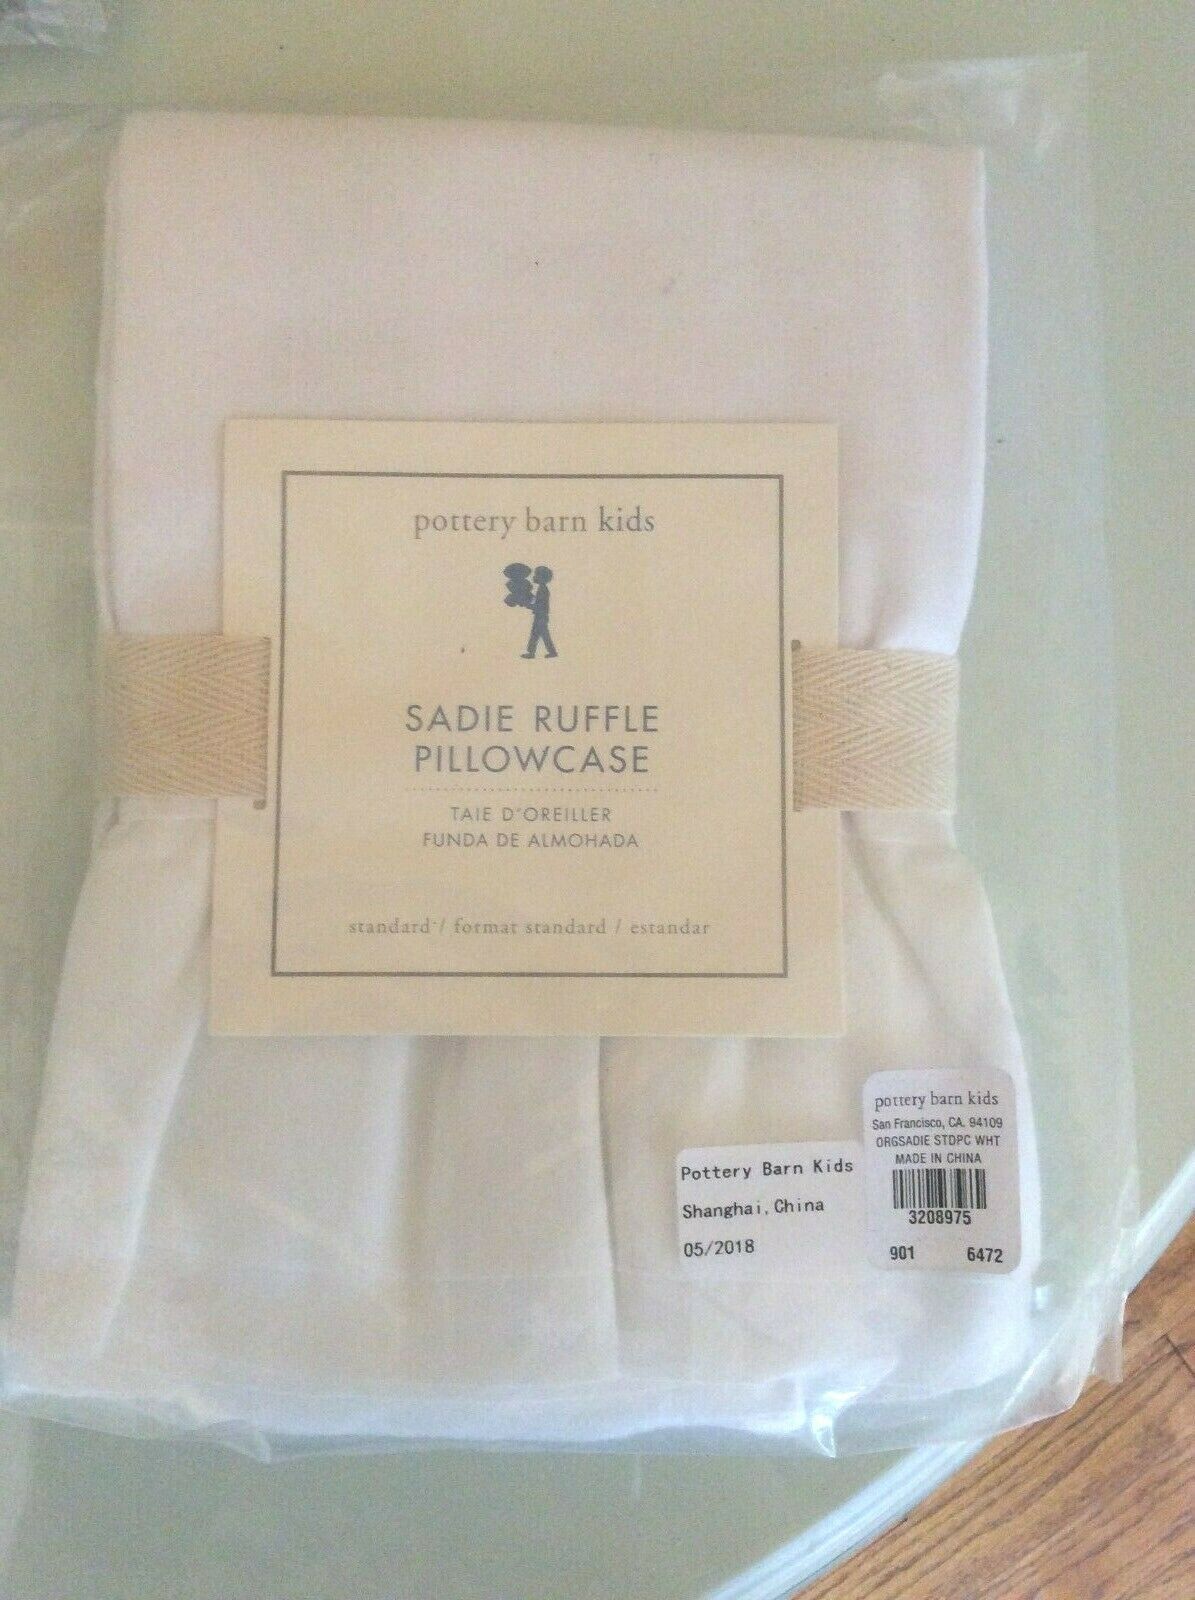 pottery barn kids
SADIE RUFFLE
PILLOWCASE
TAIE D'OREILLER
FUNDA DE ALMOHADA
standard / format standard / estandar
Pottery Barn Kids
Shanghai, China
05/2018
pottery barn kids
San Francisco, CA. 94109
ORGSADIE STDPC WHT
MADE IN CHINA
3208975
901 6472